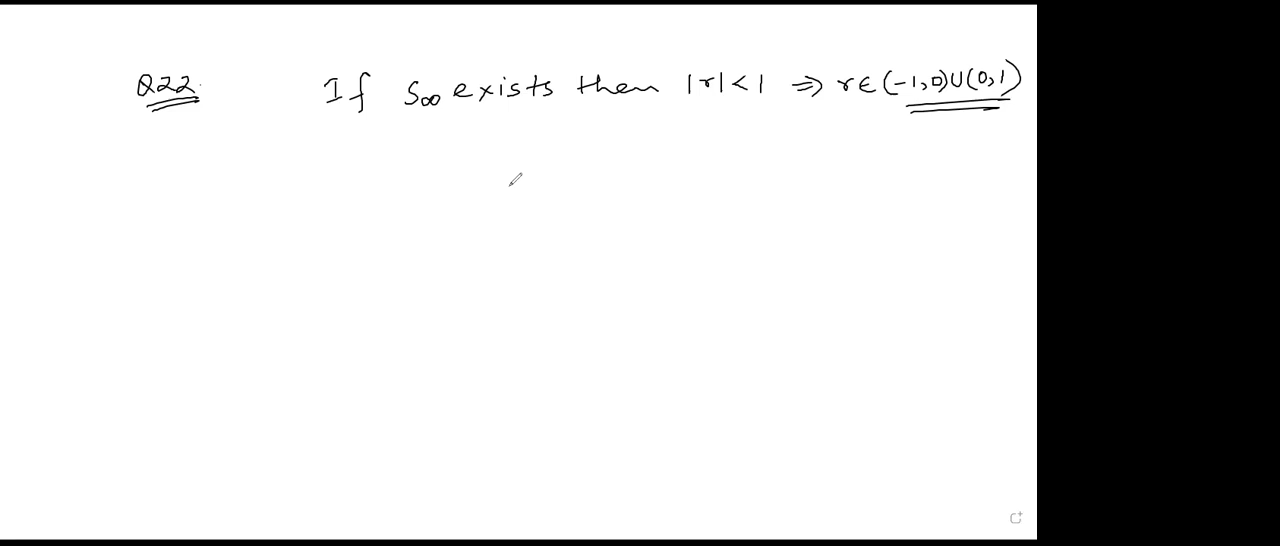 Q22. If S∞ exists then |r|<1 ⇒ r∈(-1,0)∪(0,1)